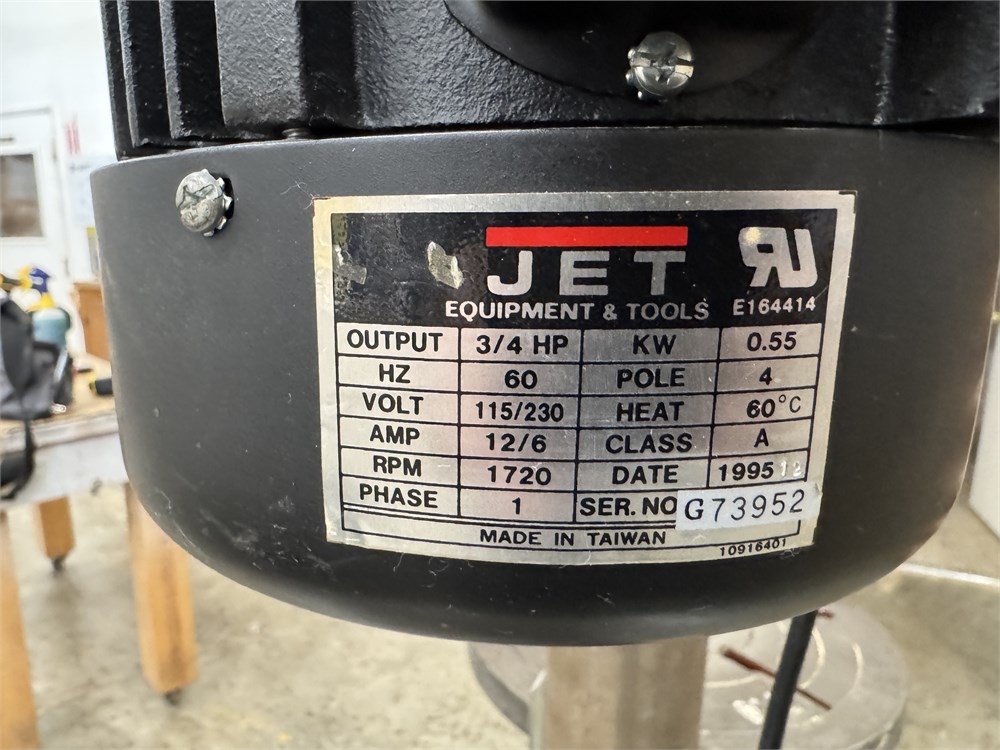 JET
EQUIPMENT & TOOLS
E164414
OUTPUT 3/4 HP KW 0.55
HZ 60 POLE 4
VOLT 115/230 HEAT 60°C
AMP 12/6 CLASS A
RPM 1720 DATE 1995
PHASE 1 SER. NO G73952
MADE IN TAIWAN
10916401